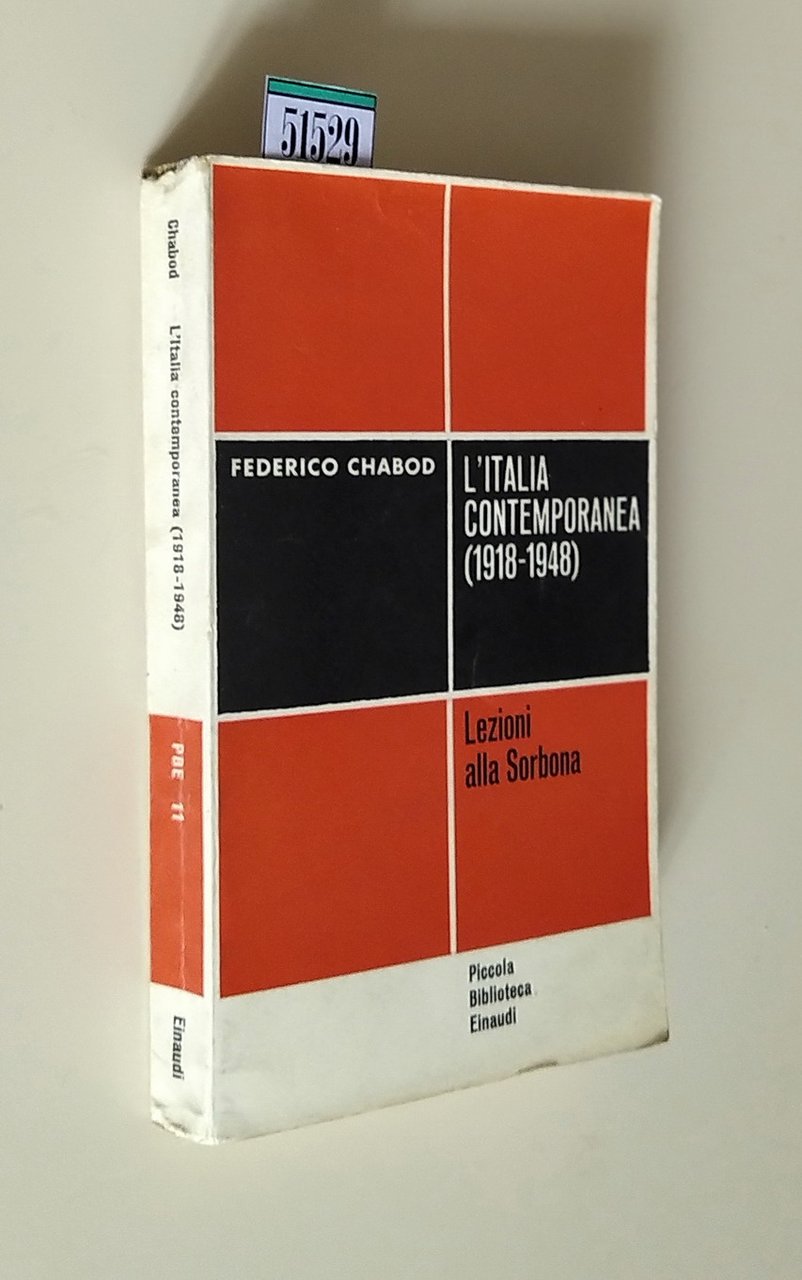 51529
Chabod L'Italia contemporanea (1918-1948)
PBE 11
Einaudi
FEDERICO CHABOD
L'ITALIA
CONTEMPORANEA
(1918-1948)
Lezioni
alla Sorbona
Piccola
Biblioteca
Einaudi